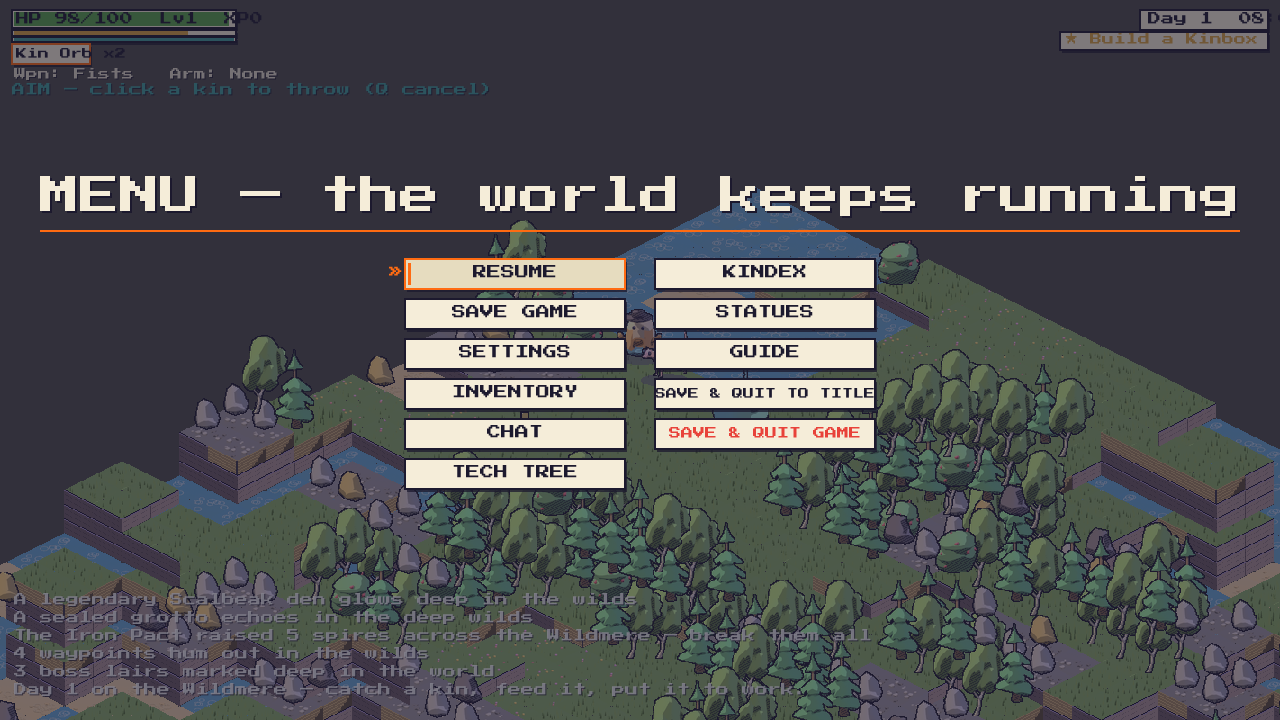 HP 98/100 Lv1 XP0
Day 1 08
Kin Orb x2
★ Build a Kinbox
Wpn: Fists Arm: None
AIM — click a kin to throw (Q cancel)
MENU — the world keeps running
» RESUME
KINDEX
SAVE GAME
STATUES
SETTINGS
GUIDE
INVENTORY
SAVE & QUIT TO TITLE
CHAT
SAVE & QUIT GAME
TECH TREE
A legendary Scalbeak den glows deep in the wilds
A sealed grotto echoes in the deep wilds
The Iron Pact raised 5 spires across the Wildmere — break them all
4 waypoints hum out in the wilds
3 boss lairs marked deep in the world
Day 1 on the Wildmere — catch a kin, feed it, put it to work.